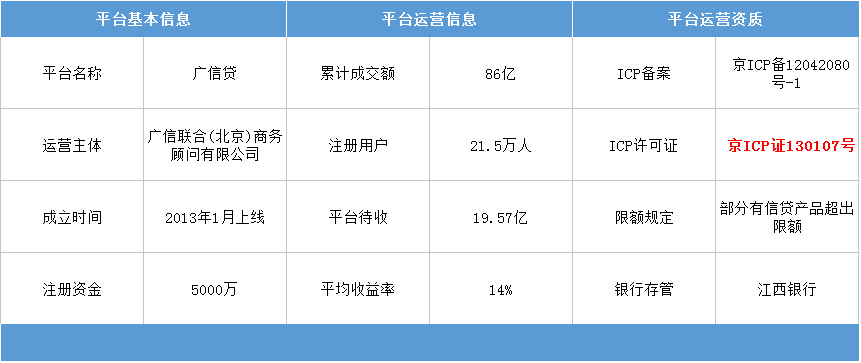 平台基本信息 平台运营信息 平台运营资质
平台名称 广信贷 累计成交额 86亿 ICP备案 京ICP备12042080
号-1
运营主体 广信联合(北京)商务
顾问有限公司 注册用户 21.5万人 ICP许可证 京ICP证130107号
成立时间 2013年1月上线 平台待收 19.57亿 限额规定 部分有信贷产品超出
限额
注册资金 5000万 平均收益率 14% 银行存管 江西银行